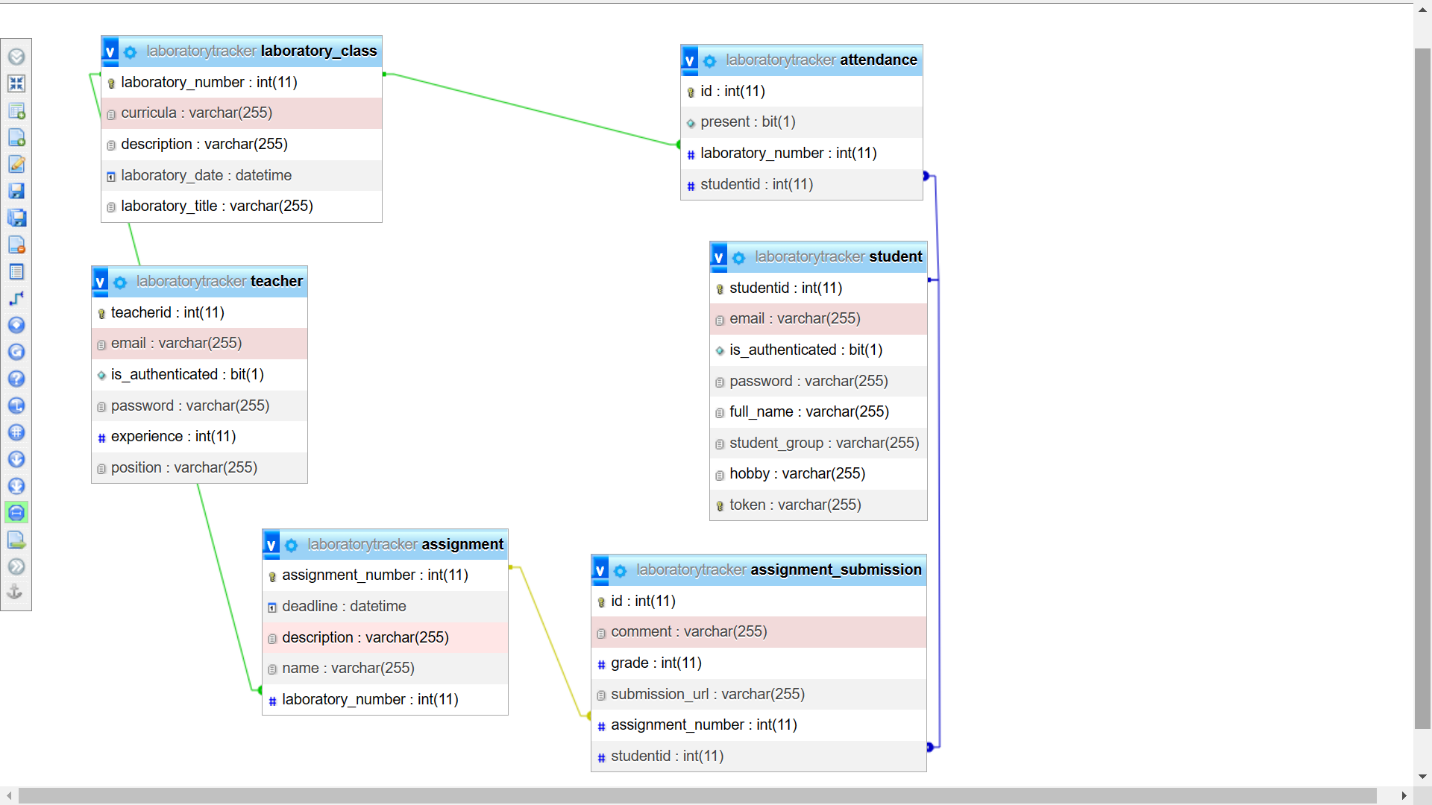 v laboratorytracker laboratory_class
laboratory_number : int(11)
curricula : varchar(255)
description : varchar(255)
laboratory_date : datetime
laboratory_title : varchar(255)
v laboratorytracker attendance
id : int(11)
present : bit(1)
# laboratory_number : int(11)
# studentid : int(11)
v laboratorytracker teacher
teacherid : int(11)
email : varchar(255)
is_authenticated : bit(1)
password : varchar(255)
# experience : int(11)
position : varchar(255)
v laboratorytracker student
studentid : int(11)
email : varchar(255)
is_authenticated : bit(1)
password : varchar(255)
full_name : varchar(255)
student_group : varchar(255)
hobby : varchar(255)
token : varchar(255)
v laboratorytracker assignment
assignment_number : int(11)
deadline : datetime
description : varchar(255)
name : varchar(255)
# laboratory_number : int(11)
v laboratorytracker assignment_submission
id : int(11)
comment : varchar(255)
# grade : int(11)
submission_url : varchar(255)
# assignment_number : int(11)
# studentid : int(11)